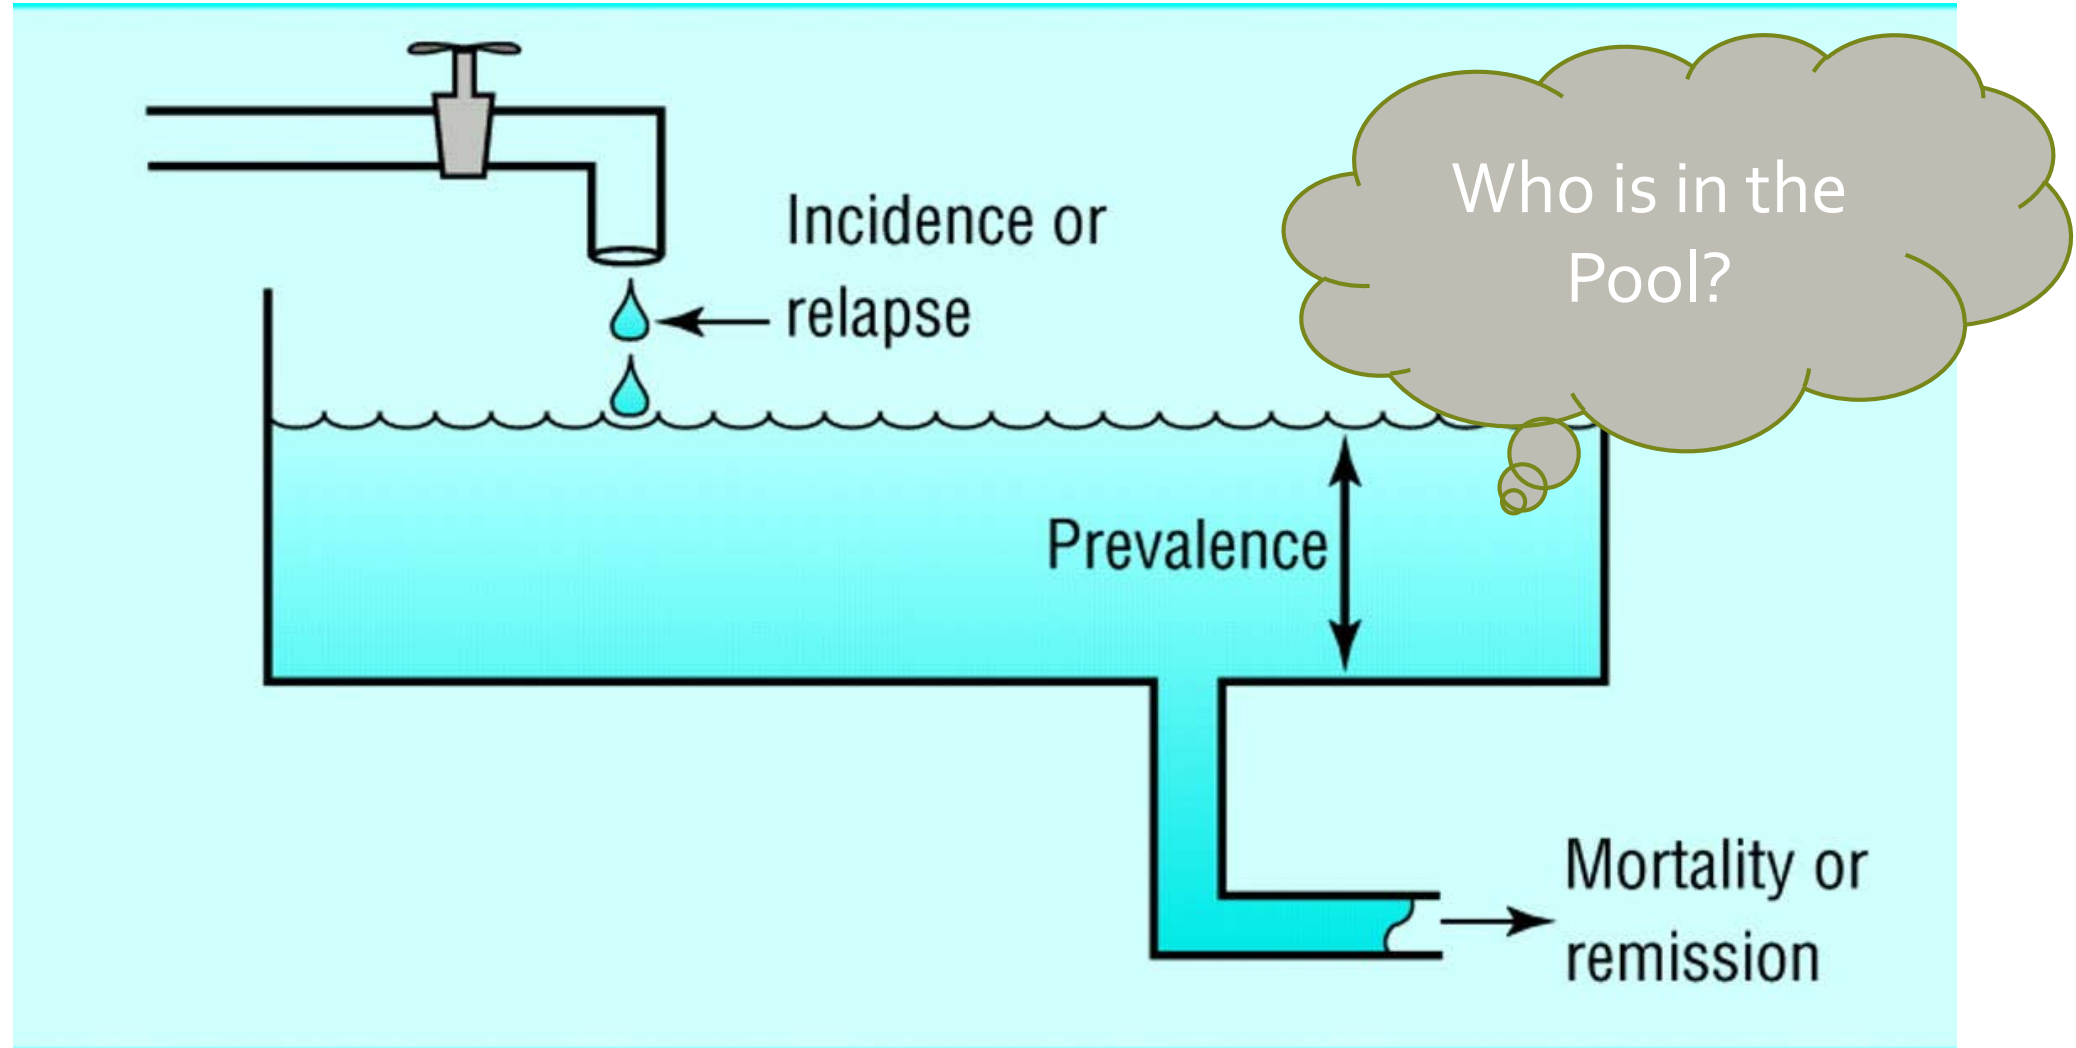 Who is in the
Pool?
Incidence or
relapse
Prevalence
Mortality or
remission